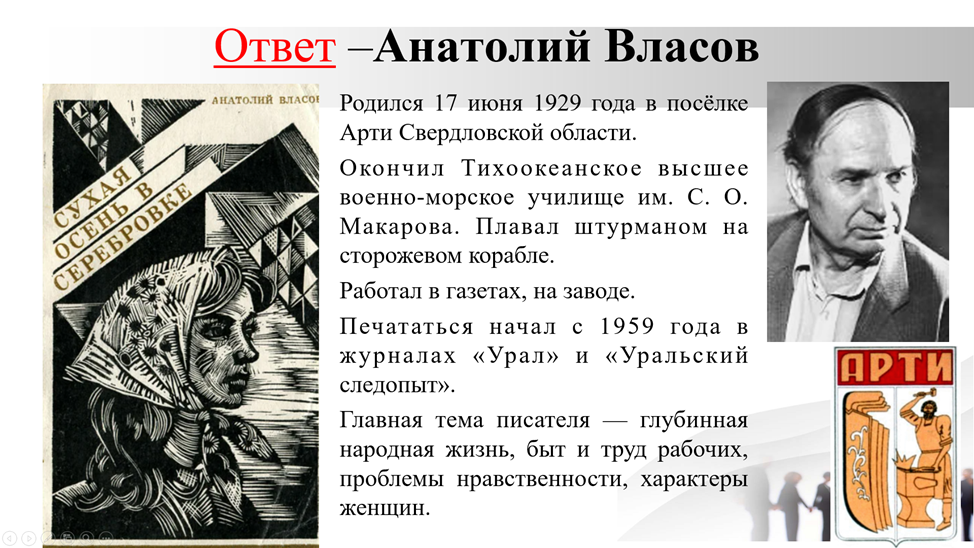 Ответ –Анатолий Власов
АНАТОЛИЙ ВЛАСОВ
СУХАЯ
ОСЕНЬ В
СЕРЕБРОВКЕ
Родился 17 июня 1929 года в посёлке
Арти Свердловской области.
Окончил Тихоокеанское высшее
военно-морское училище им. С. О.
Макарова. Плавал штурманом на
сторожевом корабле.
Работал в газетах, на заводе.
Печататься начал с 1959 года в
журналах «Урал» и «Уральский
следопыт».
Главная тема писателя — глубинная
народная жизнь, быт и труд рабочих,
проблемы нравственности, характеры
женщин.
АРТИ